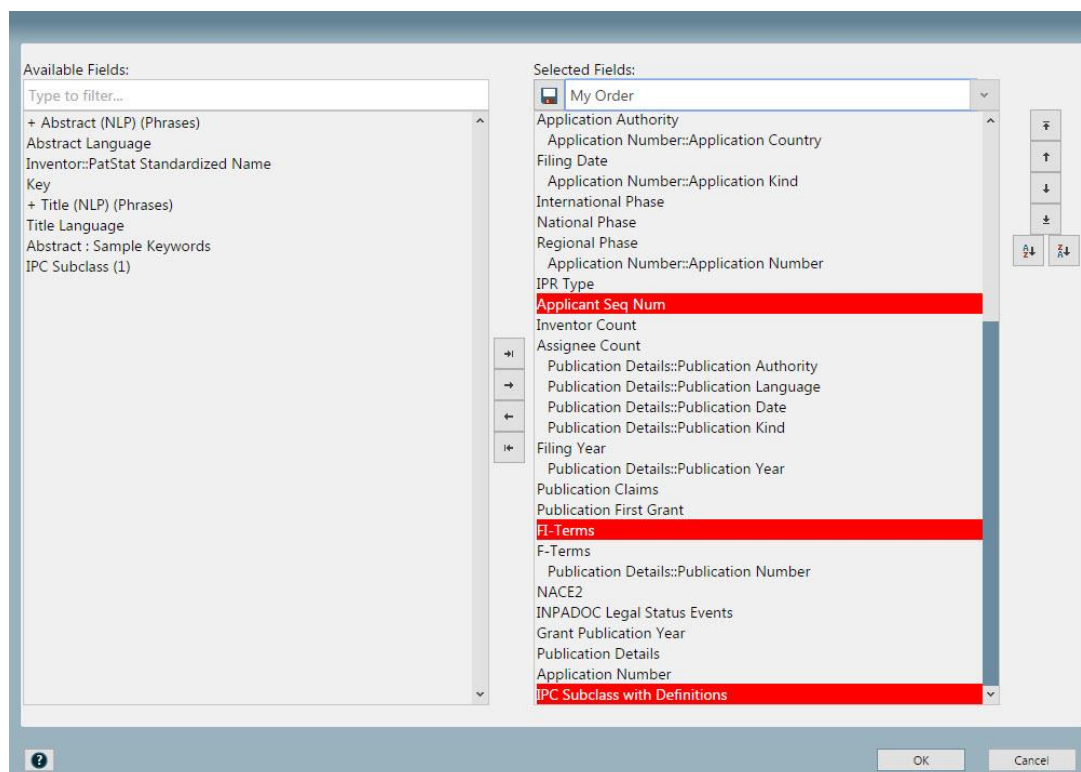 Available Fields:
Type to filter...
+ Abstract (NLP) (Phrases)
Abstract Language
Inventor::PatStat Standardized Name
Key
+ Title (NLP) (Phrases)
Title Language
Abstract : Sample Keywords
IPC Subclass (1)
Selected Fields:
My Order
Application Authority
Application Number::Application Country
Filing Date
Application Number::Application Kind
International Phase
National Phase
Regional Phase
Application Number::Application Number
IPR Type
Applicant Seq Num
Inventor Count
Assignee Count
Publication Details::Publication Authority
Publication Details::Publication Language
Publication Details::Publication Date
Publication Details::Publication Kind
Filing Year
Publication Details::Publication Year
Publication Claims
Publication First Grant
FI-Terms
F-Terms
Publication Details::Publication Number
NACE2
INPADOC Legal Status Events
Grant Publication Year
Publication Details
Application Number
IPC Subclass with Definitions
A Z
Z A
?
OK
Cancel